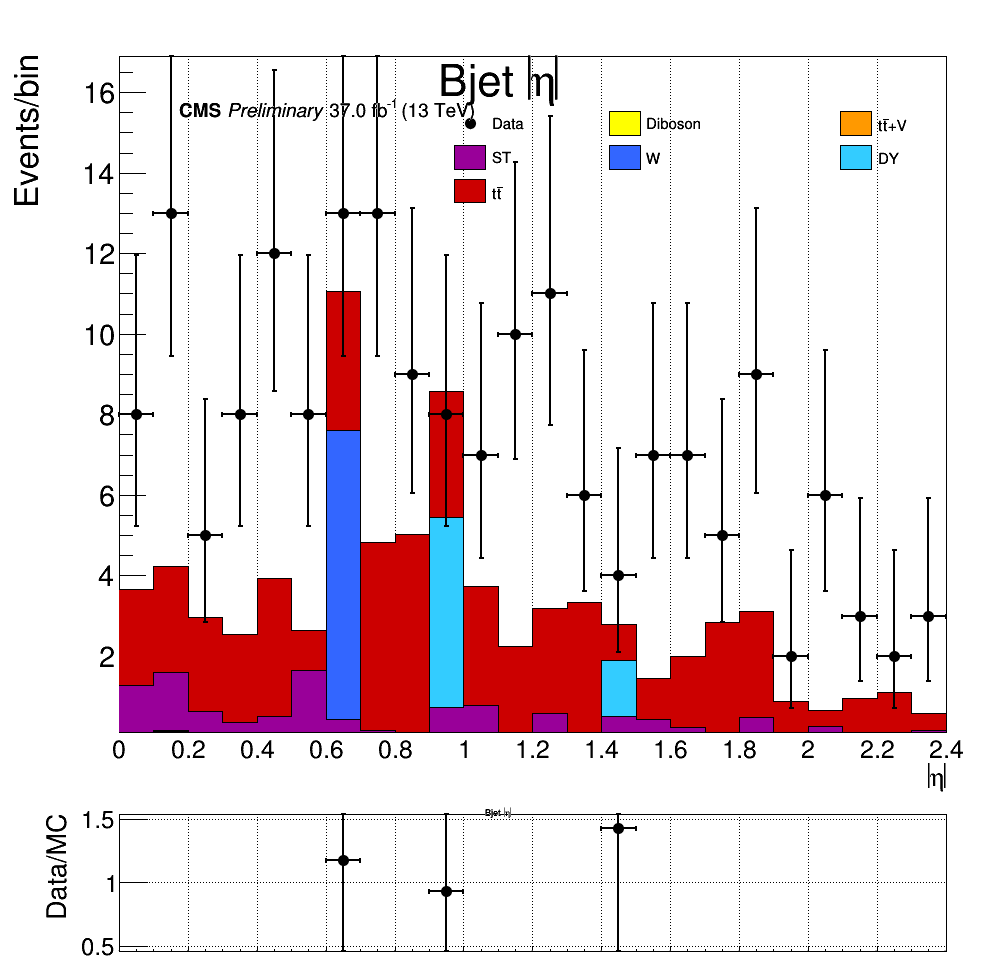 Bjet |η|
CMS Preliminary 37.0 fb⁻¹ (13 TeV)
Events/bin
Data
Diboson
tt̄+V
ST
W
DY
tt̄
16
14
12
10
8
6
4
2
0 0.2 0.4 0.6 0.8 1 1.2 1.4 1.6 1.8 2 2.2 2.4
|η|
Bjet |η|
Data/MC
1.5
1
0.5